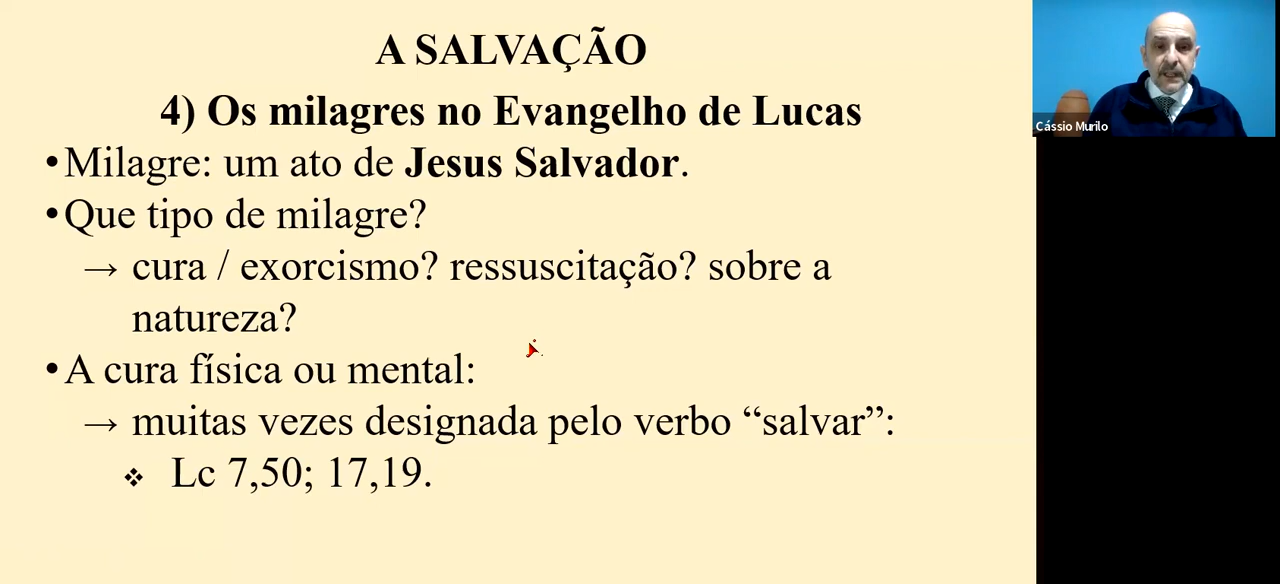 A SALVAÇÃO
4) Os milagres no Evangelho de Lucas
• Milagre: um ato de Jesus Salvador.
• Que tipo de milagre?
→ cura / exorcismo? ressuscitação? sobre a
natureza?
• A cura física ou mental:
→ muitas vezes designada pelo verbo “salvar”:
❖ Lc 7,50; 17,19.
Cássio Murilo